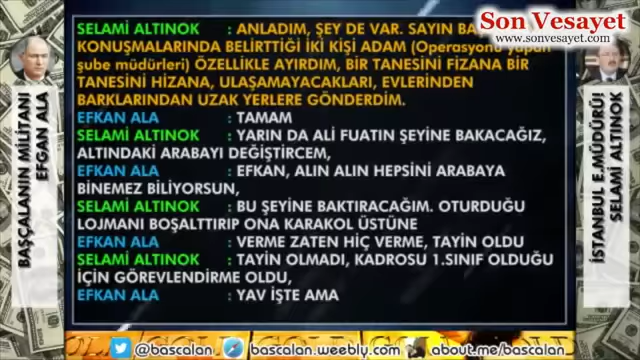 Son Vesayet
www.sonvesayet.com
SELAMİ ALTINOK : ANLADIM, ŞEY DE VAR. SAYIN
KONUŞMALARINDA BELİRTTİĞİ İKİ KİŞİ ADAM (Operasyonu yapan
şube müdürleri) ÖZELLİKLE AYIRDIM, BİR TANESİNİ FİZANA BİR
TANESİNİ HİZANA, ULAŞAMAYACAKLARI, EVLERİNDEN
BARKLARINDAN UZAK YERLERE GÖNDERDİM.
EFKAN ALA : TAMAM
SELAMİ ALTINOK : YARIN DA ALİ FUATIN ŞEYİNE BAKACAĞIZ,
ALTINDAKİ ARABAYI DEĞİŞTİRCEM,
EFKAN ALA : EFKAN, ALIN ALIN HEPSİNİ ARABAYA
BİNEMEZ BİLİYORSUN,
SELAMİ ALTINOK : BU ŞEYİNE BAKTIRACAĞIM. OTURDUĞU
LOJMANI BOŞALTTIRIP ONA KARAKOL ÜSTÜNE
EFKAN ALA : VERME ZATEN HİÇ VERME, TAYİN OLDU
SELAMİ ALTINOK : TAYİN OLMADI, KADROSU 1.SINIF OLDUĞU
İÇİN GÖREVLENDİRME OLDU,
EFKAN ALA : YAV İŞTE AMA
BAŞÇALANIN MİLİTANI
EFGAN ALA
İSTANBUL E.MÜDÜRÜ!
SELAMİ ALTINOK
@bascalan
bascalan.weebly.com
about.me/bascalan